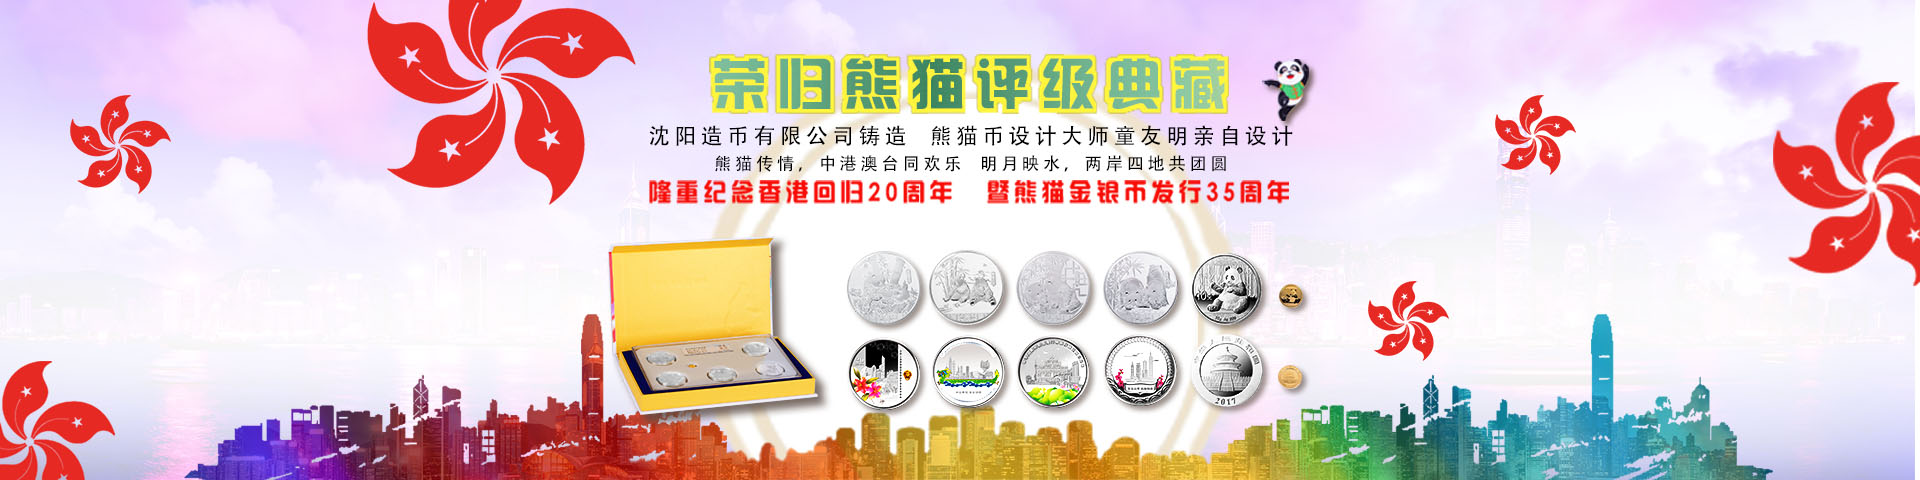 荣归熊猫评级典藏
沈阳造币有限公司铸造 熊猫币设计大师童友明亲自设计
熊猫传情，中港澳台同欢乐 明月映水，两岸四地共团圆
隆重纪念香港回归20周年 暨熊猫金银币发行35周年
2017